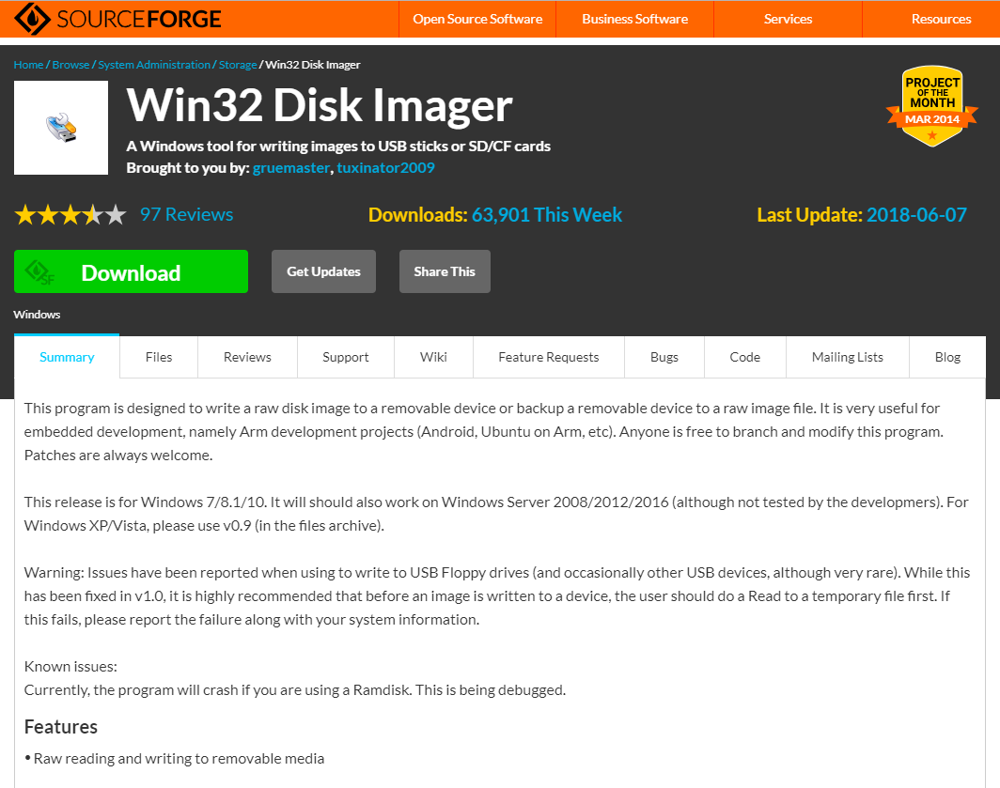 SOURCEFORGE
Open Source Software
Business Software
Services
Resources
Home / Browse / System Administration / Storage / Win32 Disk Imager
Win32 Disk Imager
A Windows tool for writing images to USB sticks or SD/CF cards
Brought to you by: gruemaster, tuxinator2009
PROJECT
OF THE
MONTH
MAR 2014
97 Reviews
Downloads: 63,901 This Week
Last Update: 2018-06-07
SF
Download
Get Updates
Share This
Windows
Summary
Files
Reviews
Support
Wiki
Feature Requests
Bugs
Code
Mailing Lists
Blog
This program is designed to write a raw disk image to a removable device or backup a removable device to a raw image file. It is very useful for
embedded development, namely Arm development projects (Android, Ubuntu on Arm, etc). Anyone is free to branch and modify this program.
Patches are always welcome.
This release is for Windows 7/8.1/10. It will should also work on Windows Server 2008/2012/2016 (although not tested by the developmers). For
Windows XP/Vista, please use v0.9 (in the files archive).
Warning: Issues have been reported when using to write to USB Floppy drives (and occasionally other USB devices, although very rare). While this
has been fixed in v1.0, it is highly recommended that before an image is written to a device, the user should do a Read to a temporary file first. If
this fails, please report the failure along with your system information.
Known issues:
Currently, the program will crash if you are using a Ramdisk. This is being debugged.
Features
• Raw reading and writing to removable media